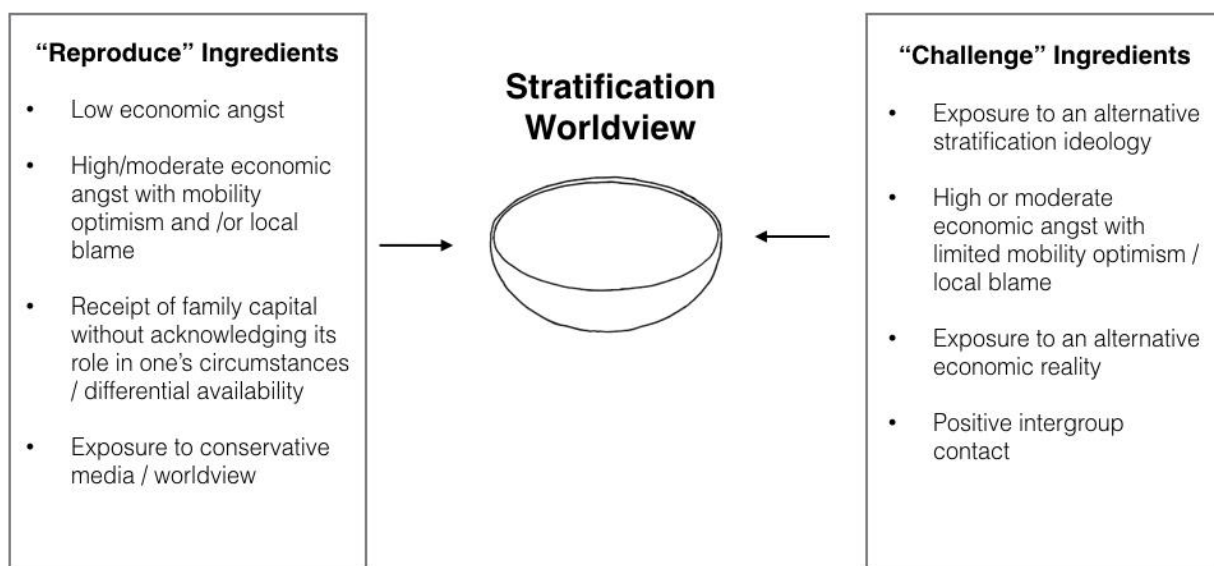 “Reproduce” Ingredients
• Low economic angst
• High/moderate economic
angst with mobility
optimism and /or local
blame
• Receipt of family capital
without acknowledging its
role in one’s circumstances
/ differential availability
• Exposure to conservative
media / worldview
Stratification
Worldview
“Challenge” Ingredients
• Exposure to an alternative
stratification ideology
• High or moderate
economic angst with
limited mobility optimism /
local blame
• Exposure to an alternative
economic reality
• Positive intergroup
contact